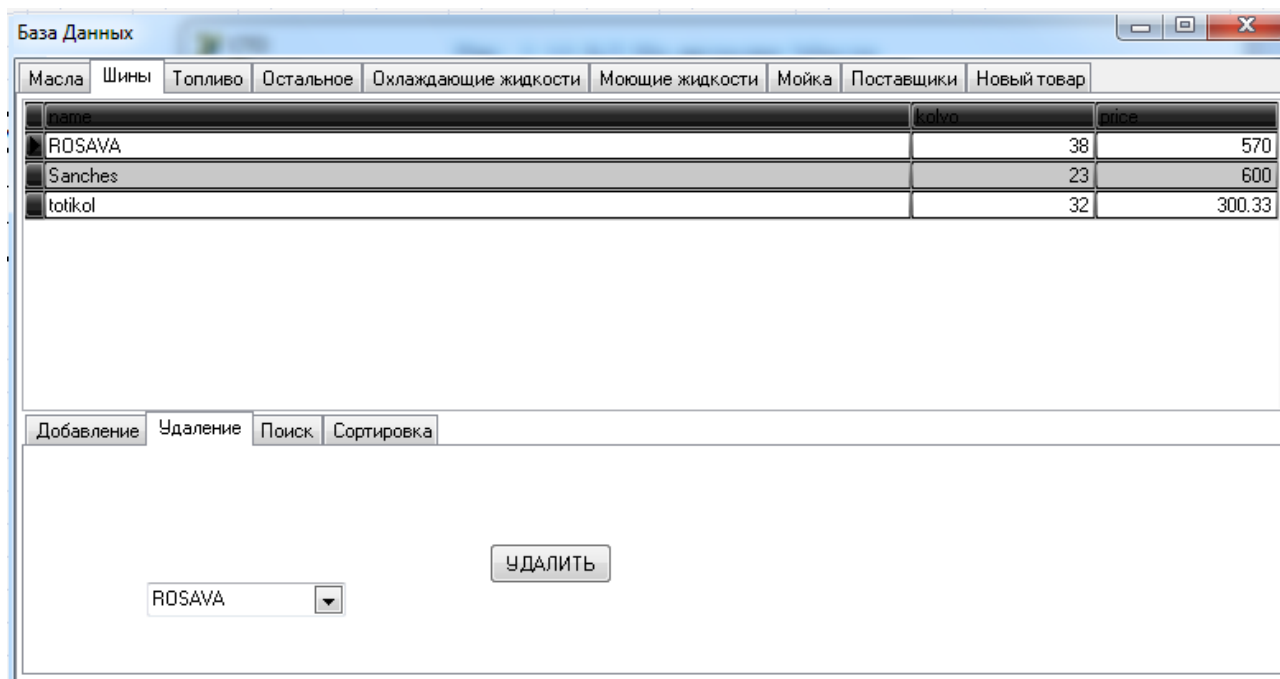 База Данных
Масла Шины Топливо Остальное Охлаждающие жидкости Моющие жидкости Мойка Поставщики Новый товар
name kolvo price
ROSAVA 38 570
Sanches 23 600
totikol 32 300.33
Добавление Удаление Поиск Сортировка
УДАЛИТЬ
ROSAVA